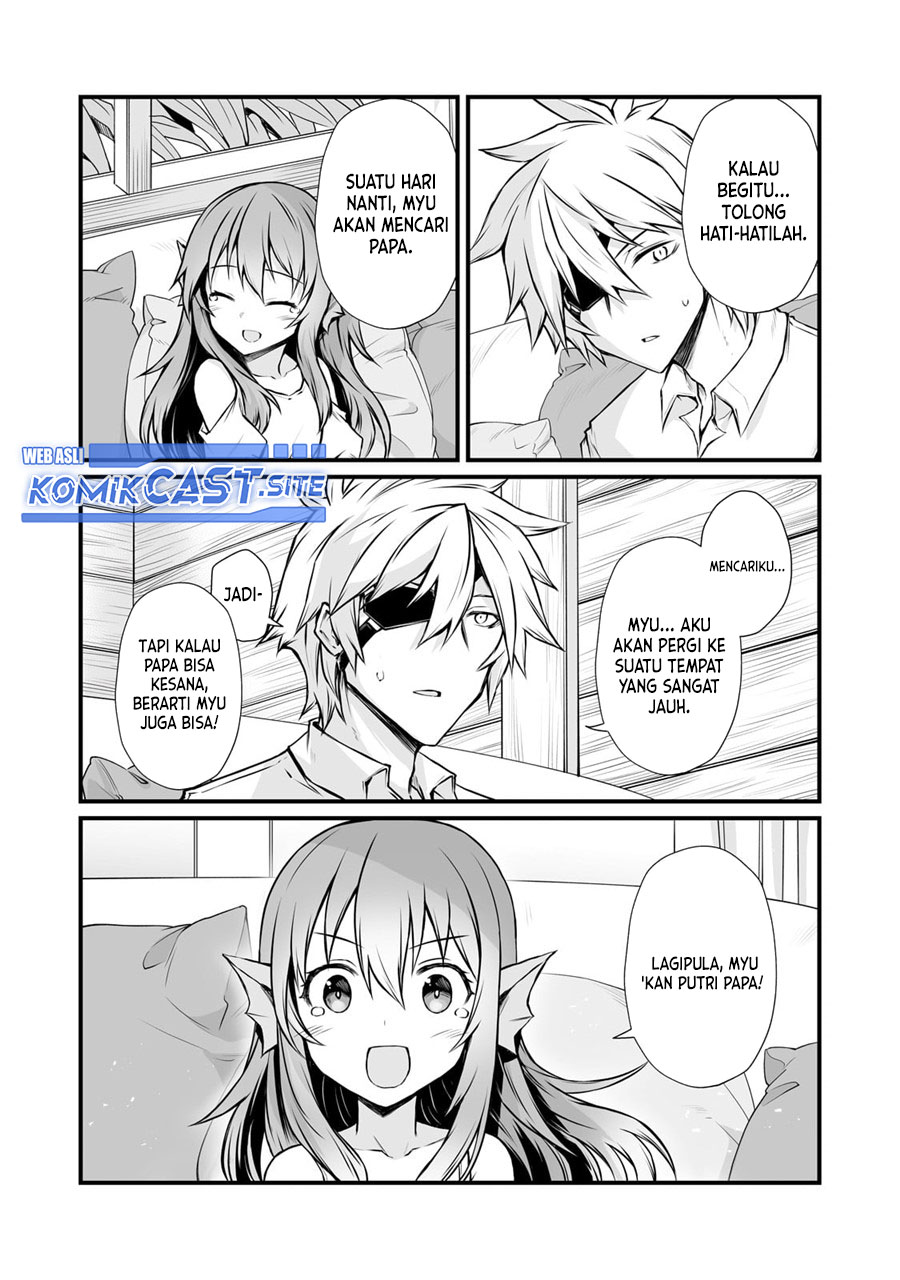 KALAU
BEGITU...
TOLONG
HATI-HATILAH.
SUATU HARI
NANTI, MYU
AKAN MENCARI
PAPA.
WEB ASLI
KOMIKCAST.SITE
MENCARIKU...
MYU... AKU
AKAN PERGI KE
SUATU TEMPAT
YANG SANGAT
JAUH.
JADI-
TAPI KALAU
PAPA BISA
KESANA,
BERARTI MYU
JUGA BISA!
LAGIPULA, MYU
'KAN PUTRI PAPA!